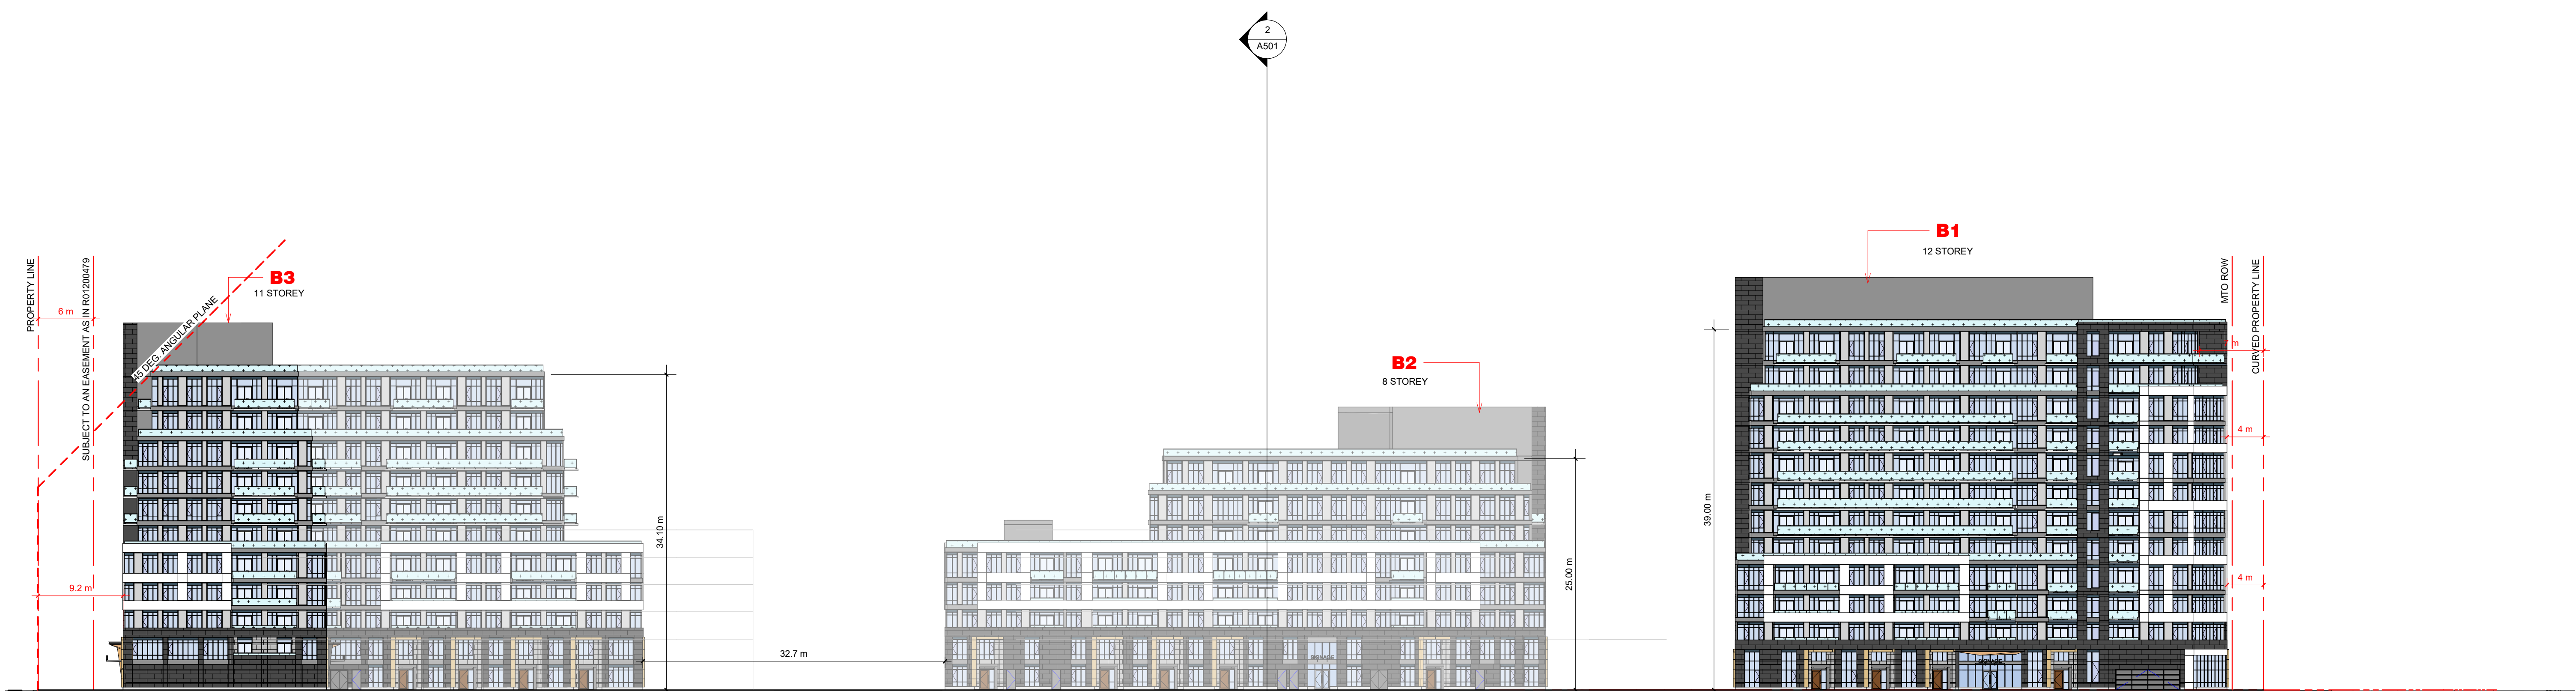 2
A501
PROPERTY LINE
6 m
SUBJECT TO AN EASEMENT AS IN R01200479
45 DEG. ANGULAR PLANE
B3
11 STOREY
34.10 m
9.2 m
32.7 m
B2
8 STOREY
25.00 m
SIGNAGE
B1
12 STOREY
39.00 m
SIGNAGE
MTO ROW
CURVED PROPERTY LINE
m
4 m
4 m